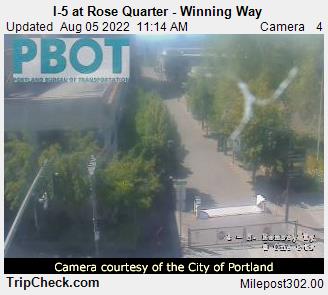 I-5 at Rose Quarter - Winning Way
Updated Aug 05 2022 11:14 AM Camera 4
PBOT
PORTLAND BUREAU OF TRANSPORTATION
Camera courtesy of the City of Portland
TripCheck.com Milepost302.00